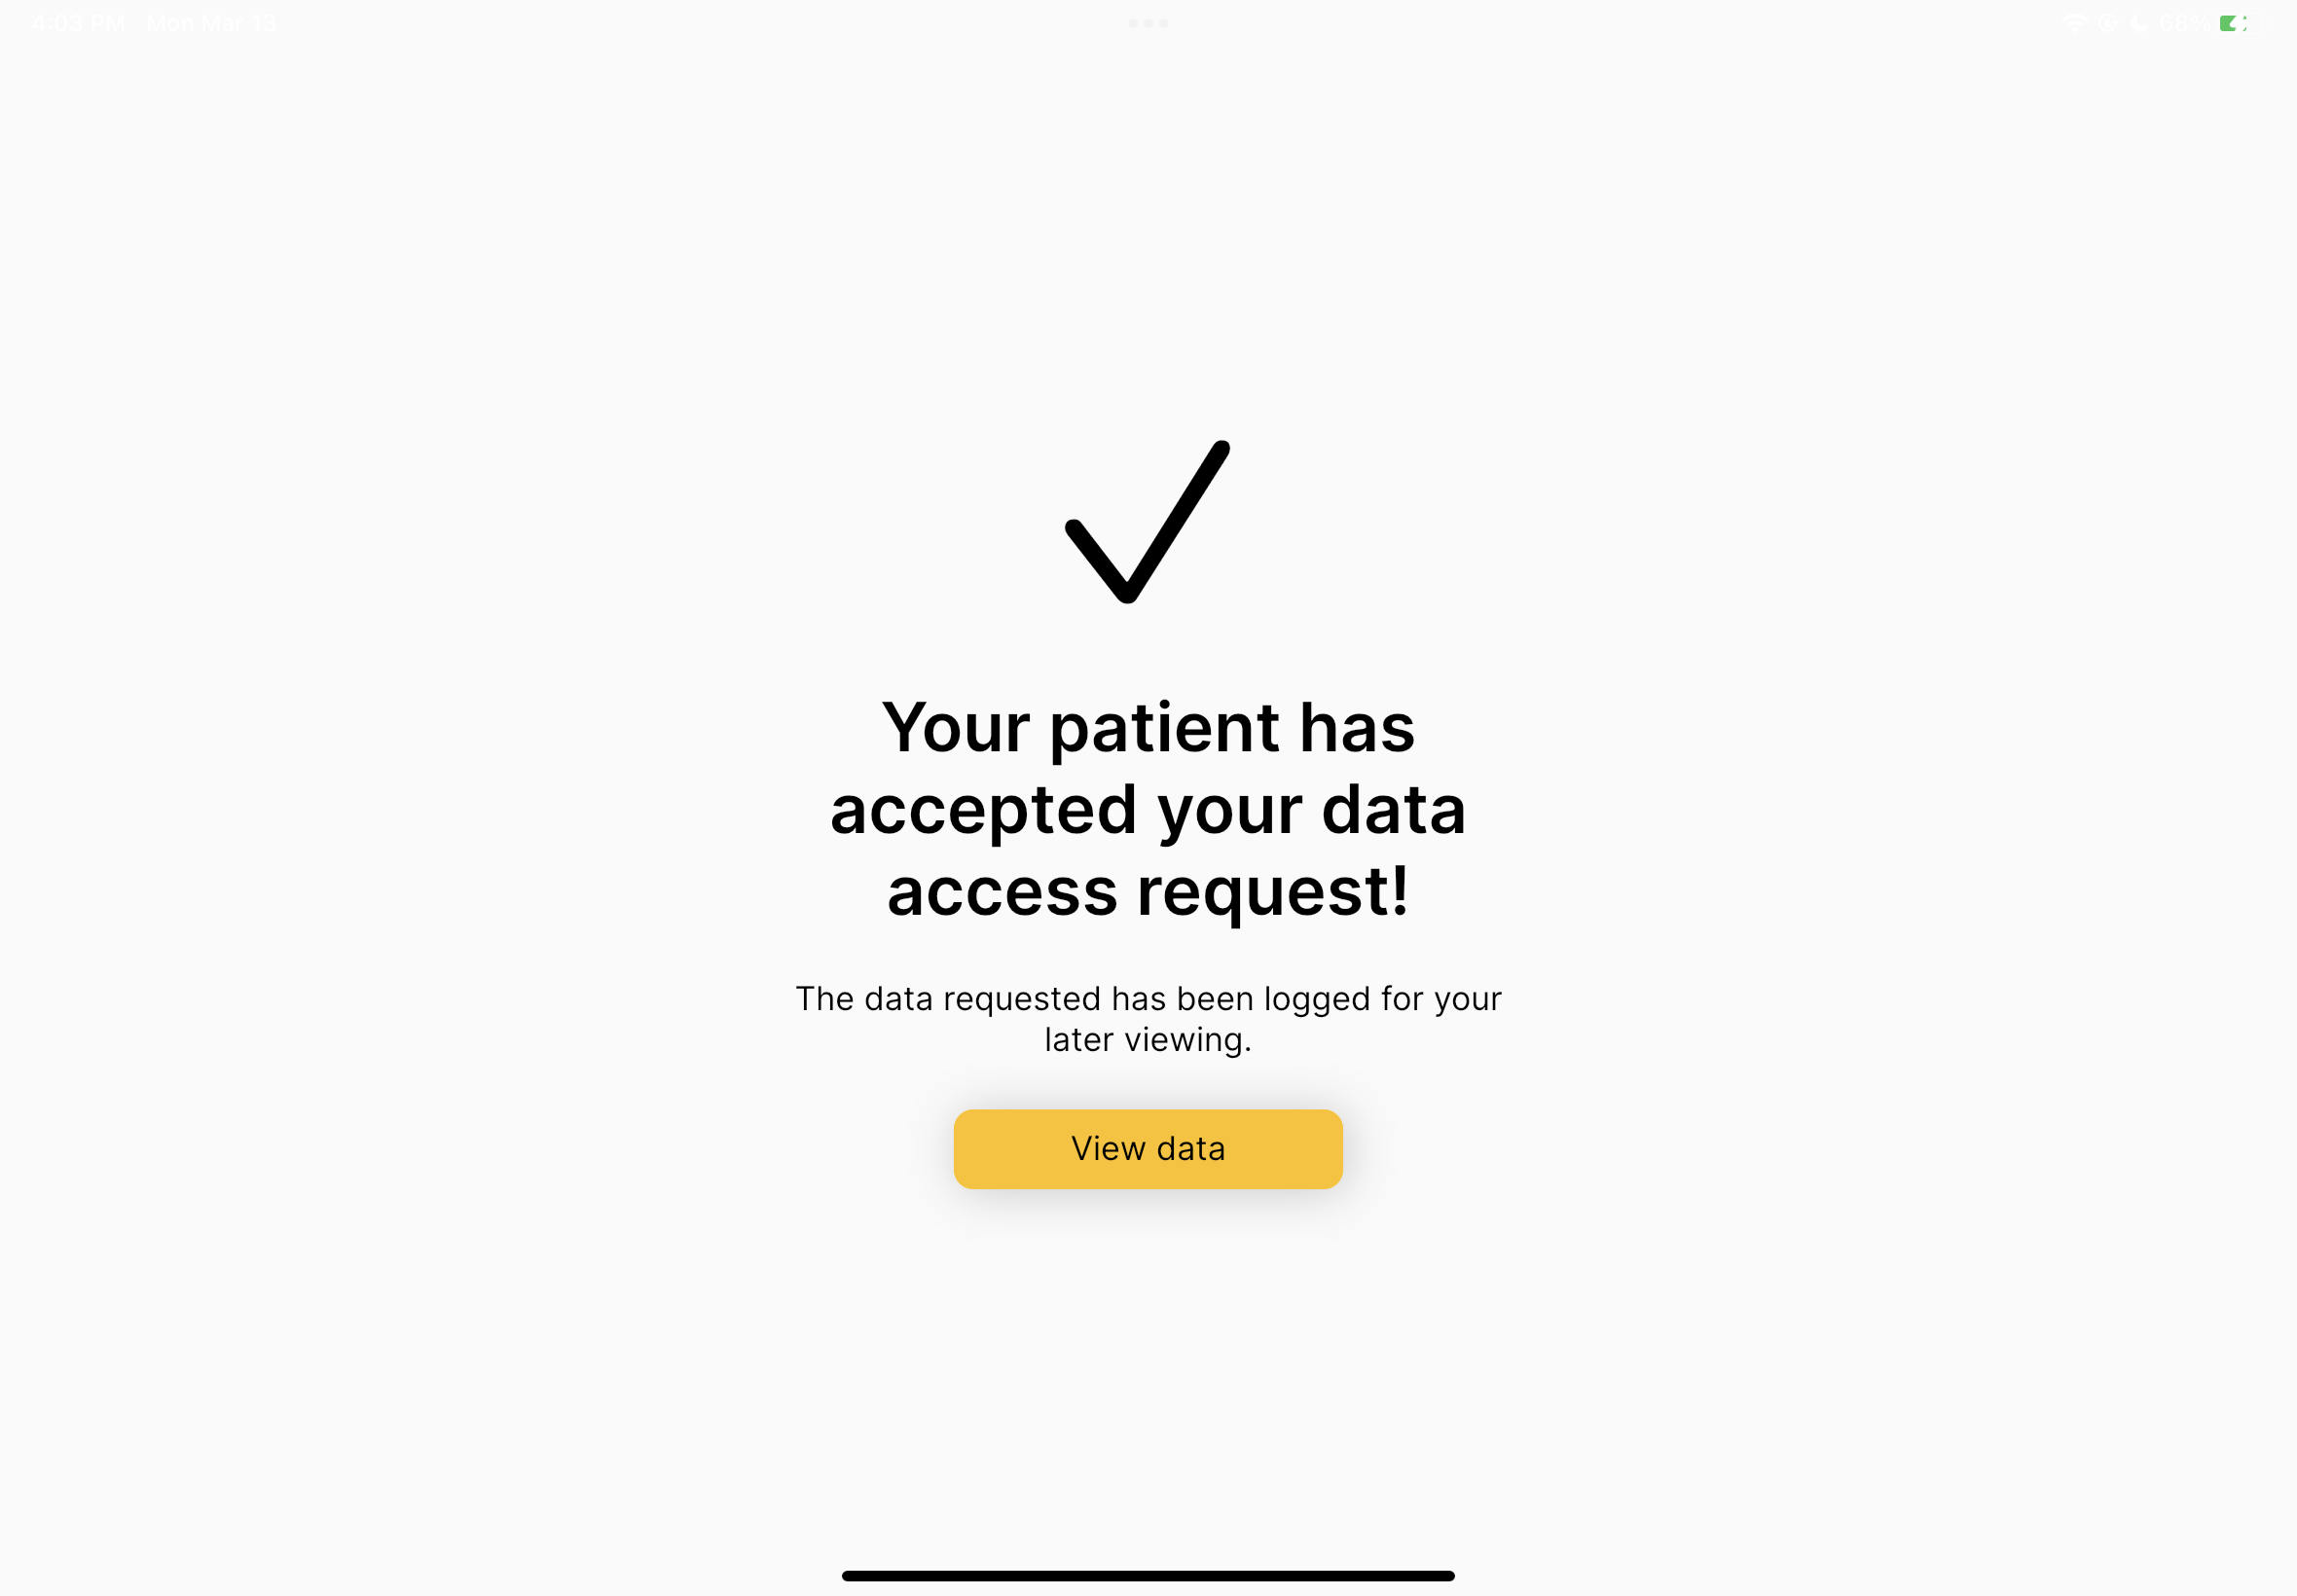 4:03 PM Mon Mar 13
68%
Your patient has
accepted your data
access request!
The data requested has been logged for your
later viewing.
View data